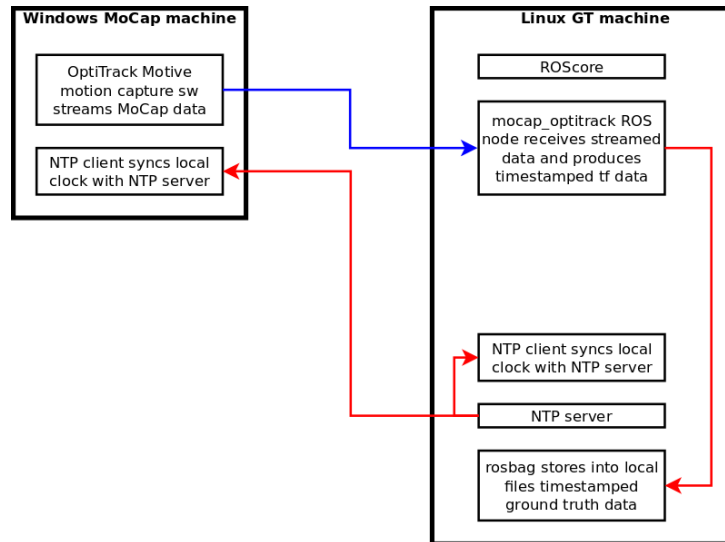 Windows MoCap machine
OptiTrack Motive
motion capture sw
streams MoCap data
NTP client syncs local
clock with NTP server
Linux GT machine
ROScore
mocap_optitrack ROS
node receives streamed
data and produces
timestamped tf data
NTP client syncs local
clock with NTP server
NTP server
rosbag stores into local
files timestamped
ground truth data